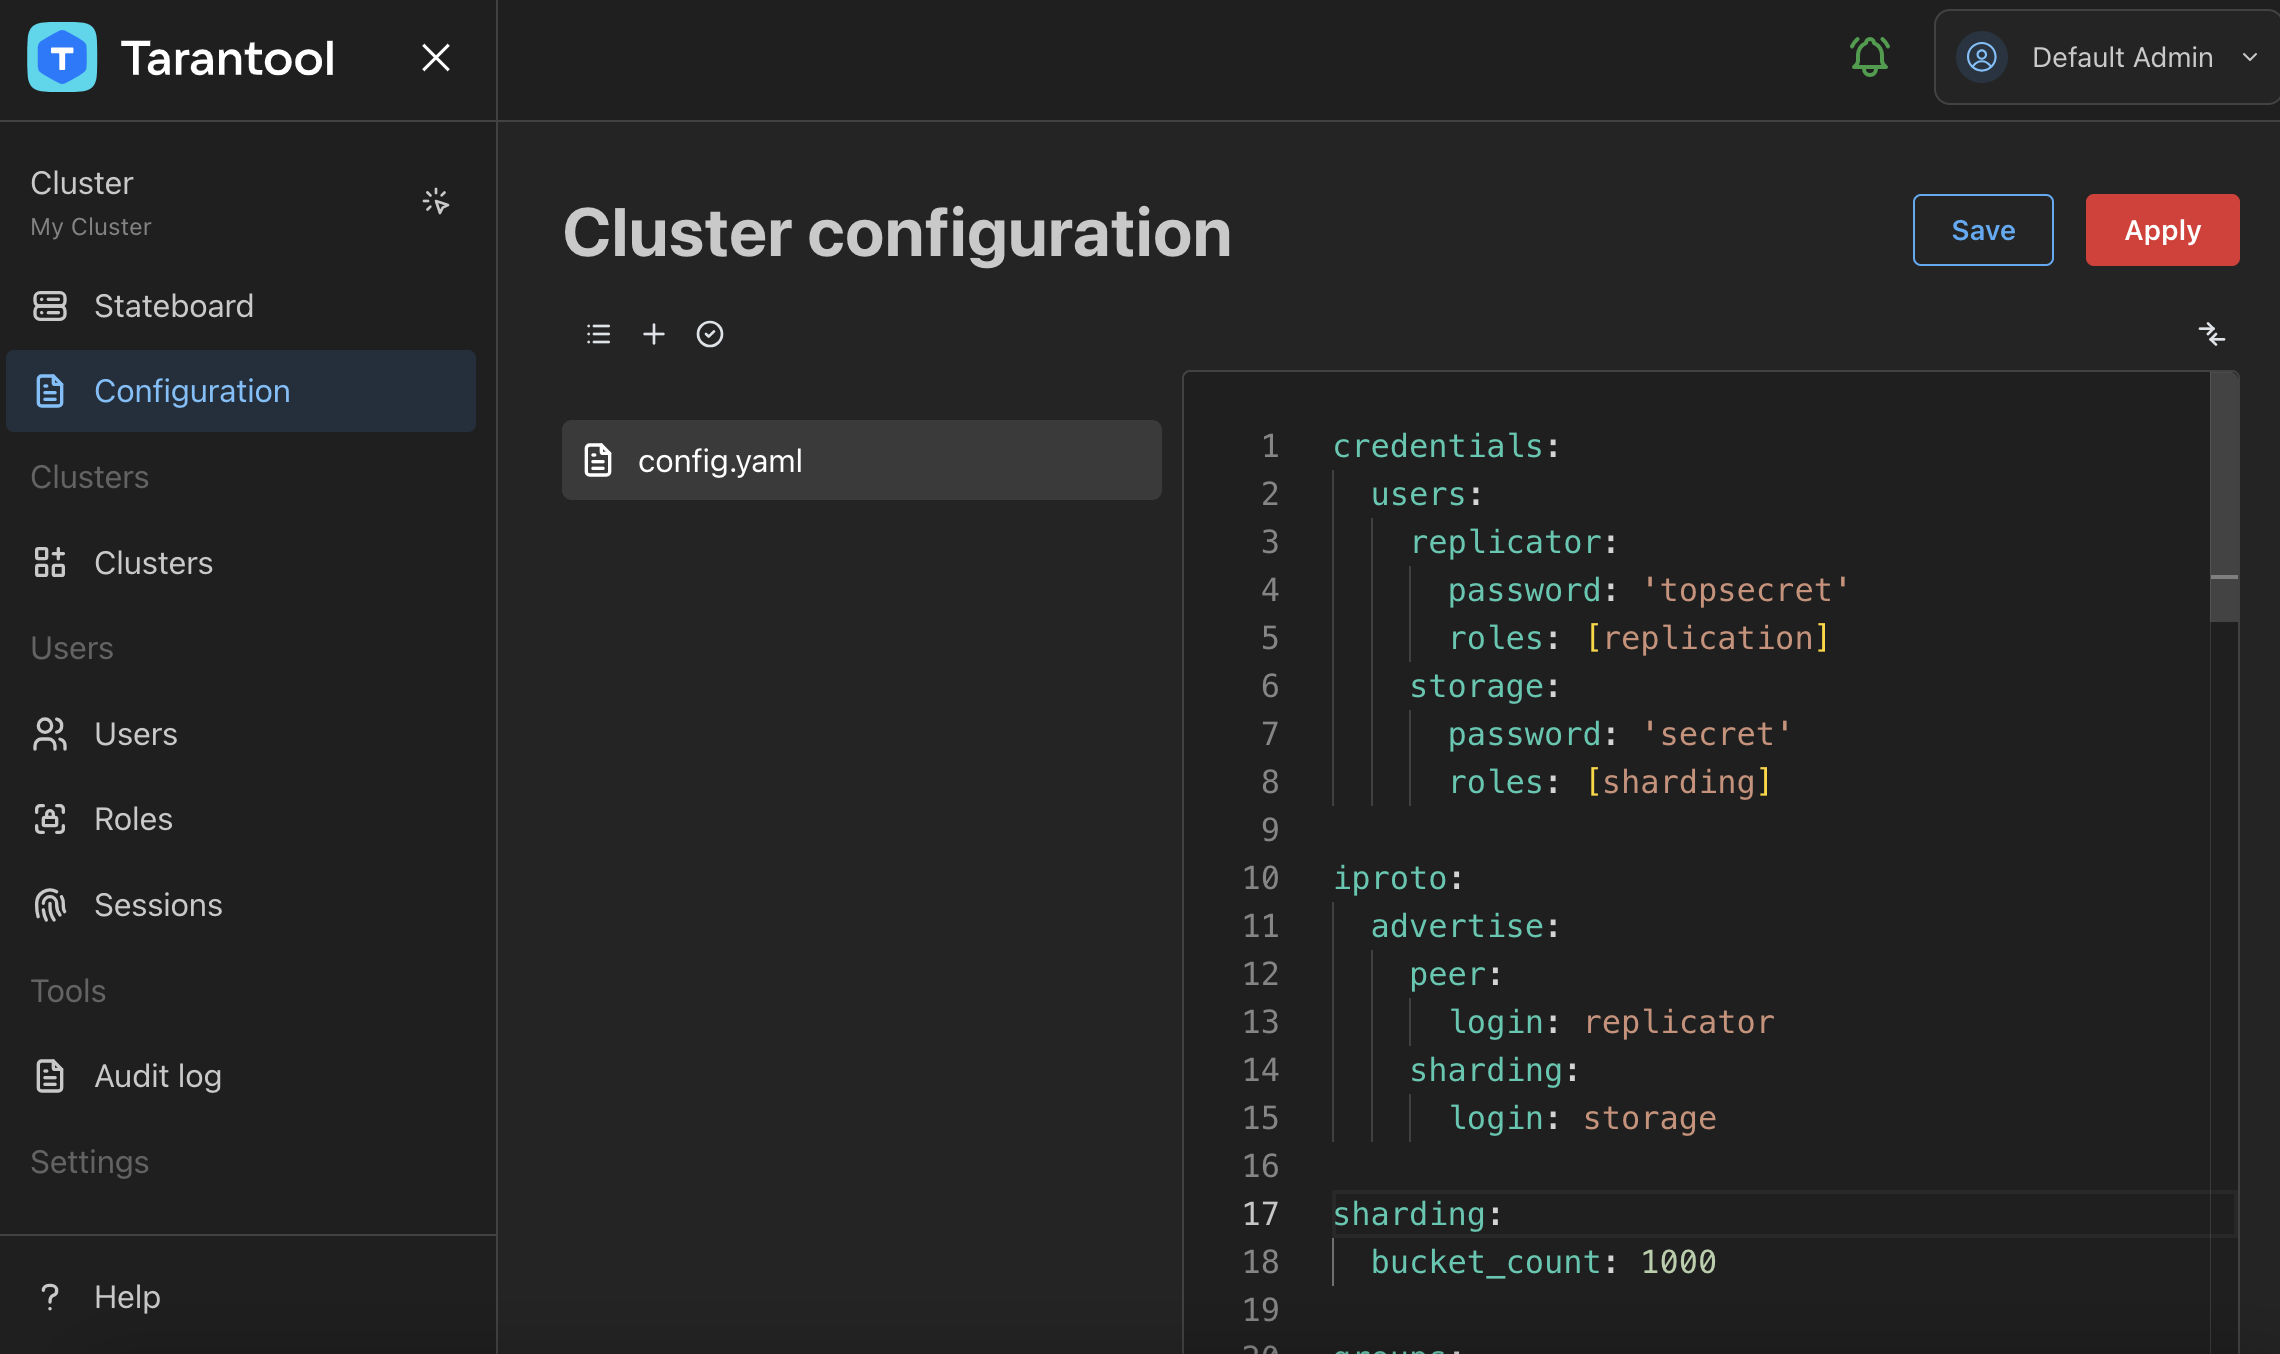 Tarantool
Default Admin
Cluster
My Cluster
Stateboard
Configuration
Clusters
Clusters
Users
Users
Roles
Sessions
Tools
Audit log
Settings
? Help
Cluster configuration
Save
Apply
config.yaml
1 credentials:
2   users:
3     replicator:
4       password: 'topsecret'
5       roles: [replication]
6     storage:
7       password: 'secret'
8       roles: [sharding]
9
10 iproto:
11   advertise:
12     peer:
13       login: replicator
14     sharding:
15       login: storage
16
17 sharding:
18   bucket_count: 1000
19
20 groups: